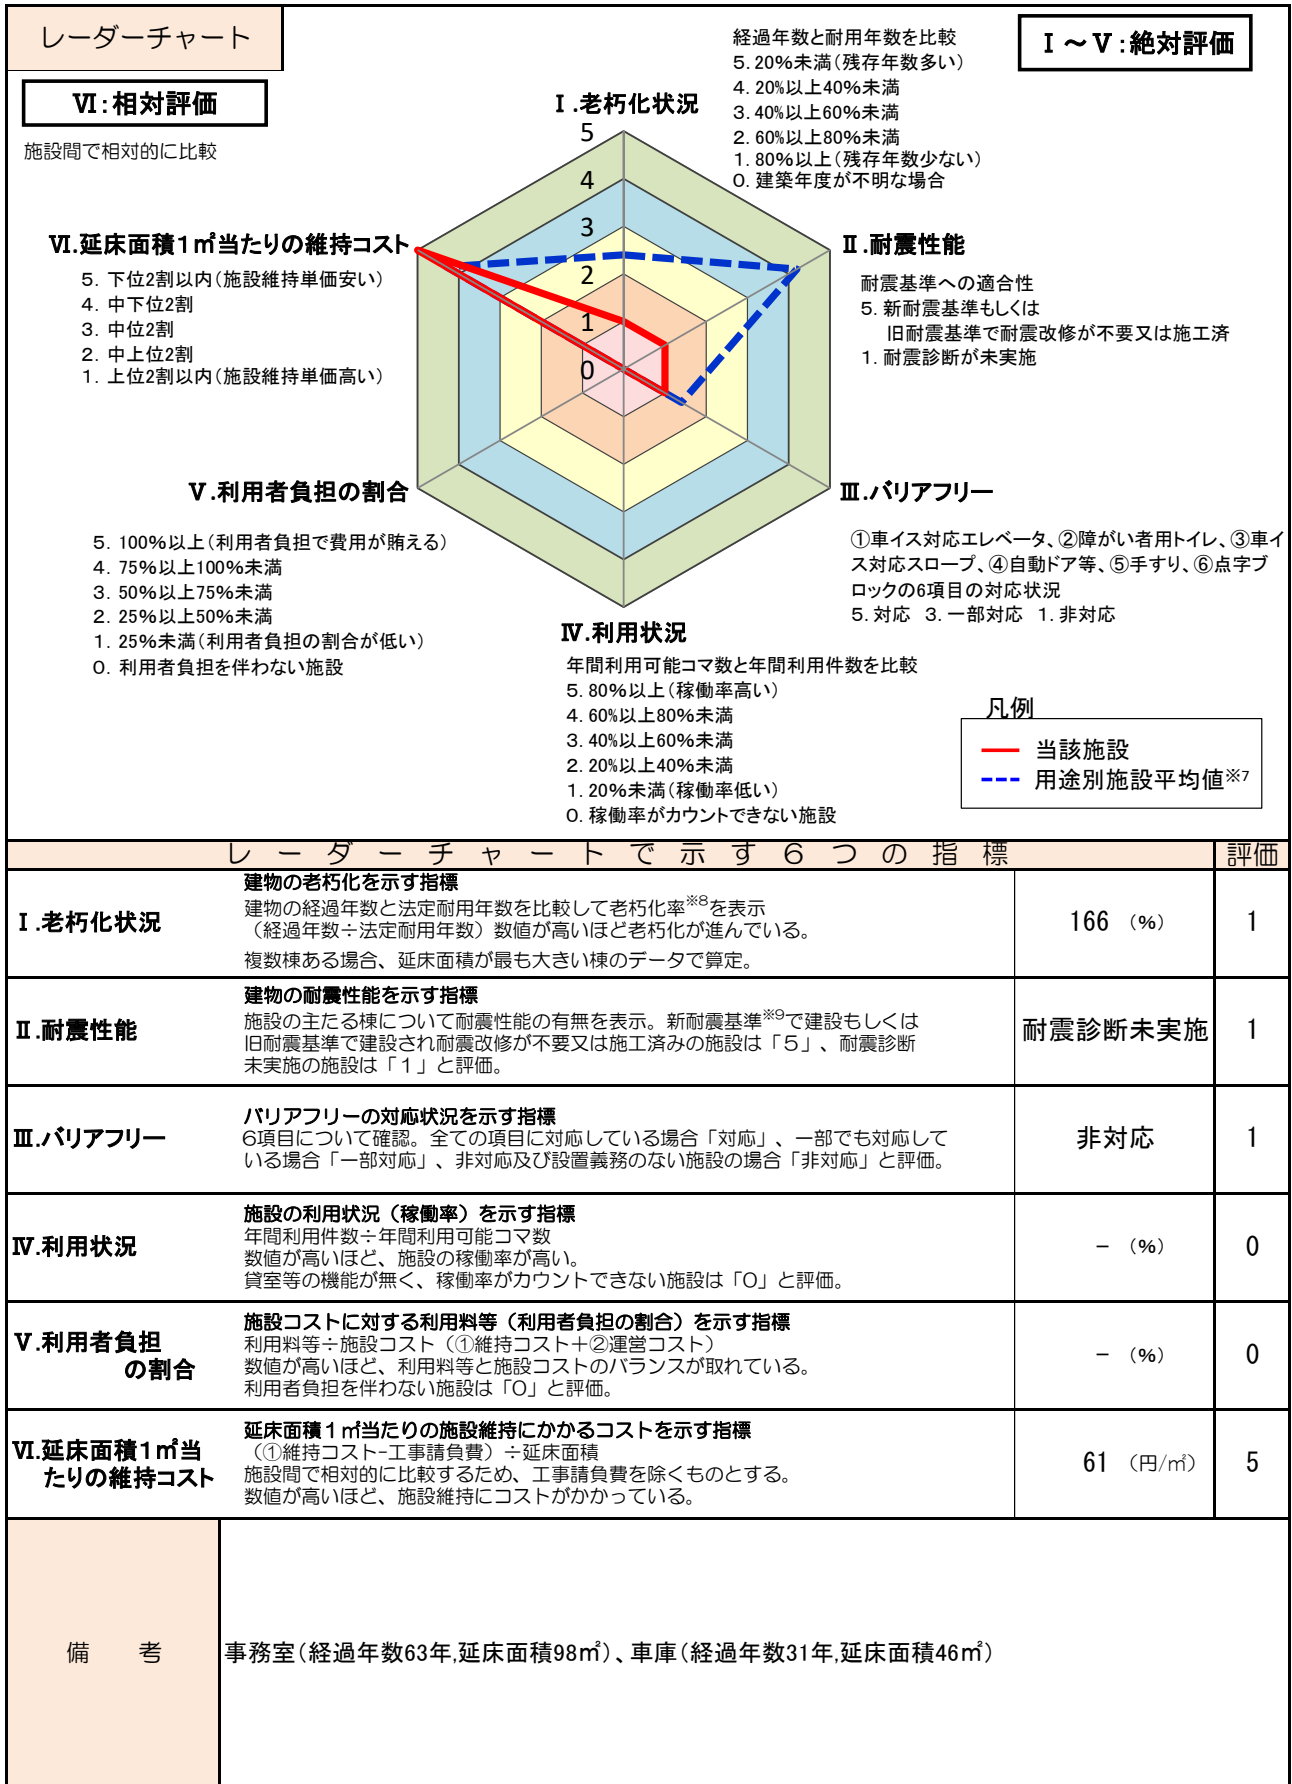 レーダーチャート
Ⅰ～Ⅴ：絶対評価
Ⅵ：相対評価
施設間で相対的に比較
Ⅰ.老朽化状況
経過年数と耐用年数を比較
5．20％未満（残存年数多い）
4．20％以上40％未満
3．40％以上60％未満
2．60％以上80％未満
1．80％以上（残存年数少ない）
0．建築年度が不明な場合
5
4
3
2
1
0
Ⅱ.耐震性能
耐震基準への適合性
5．新耐震基準もしくは
旧耐震基準で耐震改修が不要又は施工済
1．耐震診断が未実施
Ⅵ.延床面積1㎡当たりの維持コスト
5．下位2割以内（施設維持単価安い）
4．中下位2割
3．中位2割
2．中上位2割
1．上位2割以内（施設維持単価高い）
Ⅴ.利用者負担の割合
5．100％以上（利用者負担で費用が賄える）
4．75％以上100％未満
3．50％以上75％未満
2．25％以上50％未満
1．25％未満（利用者負担の割合が低い）
0．利用者負担を伴わない施設
Ⅲ.バリアフリー
①車イス対応エレベータ、②障がい者用トイレ、③車イ
ス対応スロープ、④自動ドア等、⑤手すり、⑥点字ブ
ロックの6項目の対応状況
5．対応 3．一部対応 1．非対応
Ⅳ.利用状況
年間利用可能コマ数と年間利用件数を比較
5．80％以上（稼働率高い）
4．60％以上80％未満
3．40％以上60％未満
2．20％以上40％未満
1．20％未満（稼働率低い）
0．稼働率がカウントできない施設
凡例
当該施設
用途別施設平均値※7
レーダーチャートで示す6つの指標 評価
Ⅰ.老朽化状況
建物の老朽化を示す指標
建物の経過年数と法定耐用年数を比較して老朽化率※8を表示
（経過年数÷法定耐用年数）数値が高いほど老朽化が進んでいる。
複数棟ある場合、延床面積が最も大きい棟のデータで算定。
166 （％） 1
Ⅱ.耐震性能
建物の耐震性能を示す指標
施設の主たる棟について耐震性能の有無を表示。新耐震基準※9で建設もしくは
旧耐震基準で建設され耐震改修が不要又は施工済みの施設は「5」、耐震診断
未実施の施設は「1」と評価。
耐震診断未実施 1
Ⅲ.バリアフリー
バリアフリーの対応状況を示す指標
6項目について確認。全ての項目に対応している場合「対応」、一部でも対応して
いる場合「一部対応」、非対応及び設置義務のない施設の場合「非対応」と評価。
非対応 1
Ⅳ.利用状況
施設の利用状況（稼働率）を示す指標
年間利用件数÷年間利用可能コマ数
数値が高いほど、施設の稼働率が高い。
貸室等の機能が無く、稼働率がカウントできない施設は「0」と評価。
－ （％） 0
Ⅴ.利用者負担
の割合
施設コストに対する利用料等（利用者負担の割合）を示す指標
利用料等÷施設コスト（①維持コスト+②運営コスト）
数値が高いほど、利用料等と施設コストのバランスが取れている。
利用者負担を伴わない施設は「0」と評価。
－ （％） 0
Ⅵ.延床面積1㎡当
たりの維持コスト
延床面積1㎡当たりの施設維持にかかるコストを示す指標
（①維持コスト-工事請負費）÷延床面積
施設間で相対的に比較するため、工事請負費を除くものとする。
数値が高いほど、施設維持にコストがかかっている。
61 （円/㎡） 5
備 考
事務室（経過年数63年,延床面積98㎡）、車庫（経過年数31年,延床面積46㎡）